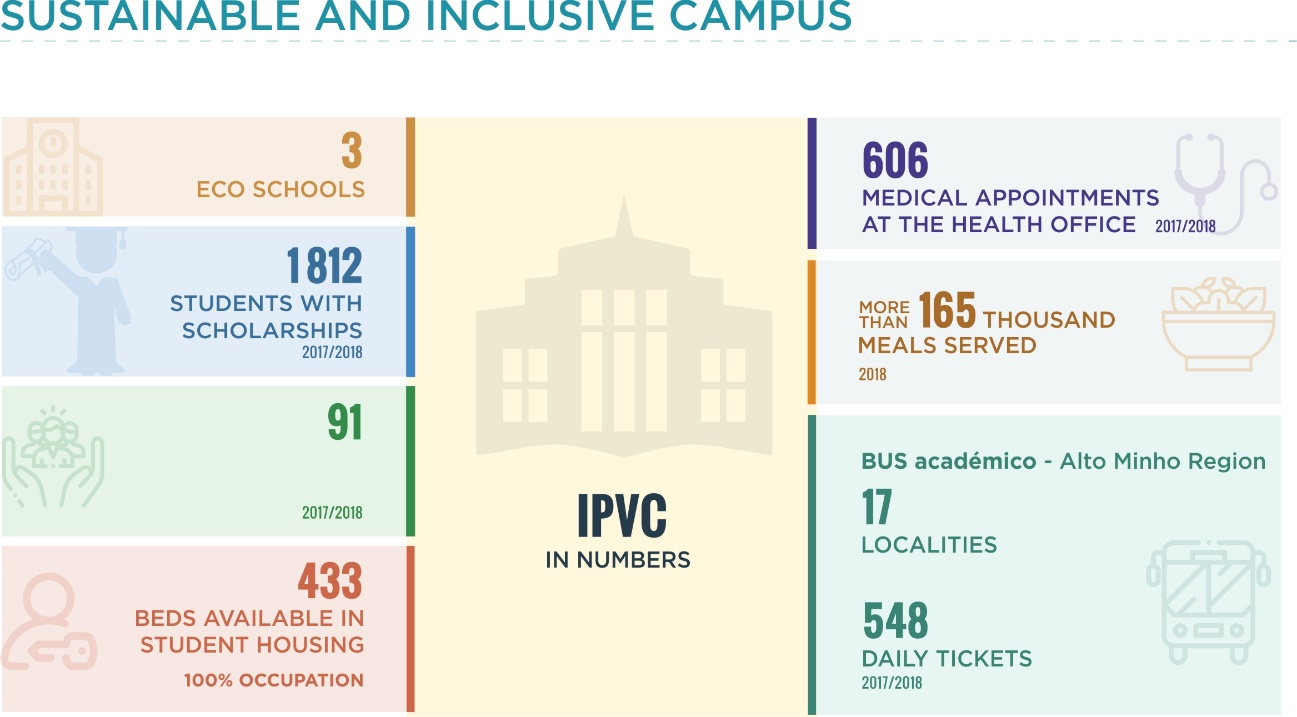 SUSTAINABLE AND INCLUSIVE CAMPUS
3
ECO SCHOOLS
1 812
STUDENTS WITH
SCHOLARSHIPS
2017/2018
91
2017/2018
433
BEDS AVAILABLE IN
STUDENT HOUSING
100% OCCUPATION
IPVC
IN NUMBERS
606
MEDICAL APPOINTMENTS
AT THE HEALTH OFFICE 2017/2018
MORE THAN 165 THOUSAND
MEALS SERVED
2018
BUS académico - Alto Minho Region
17
LOCALITIES
548
DAILY TICKETS
2017/2018